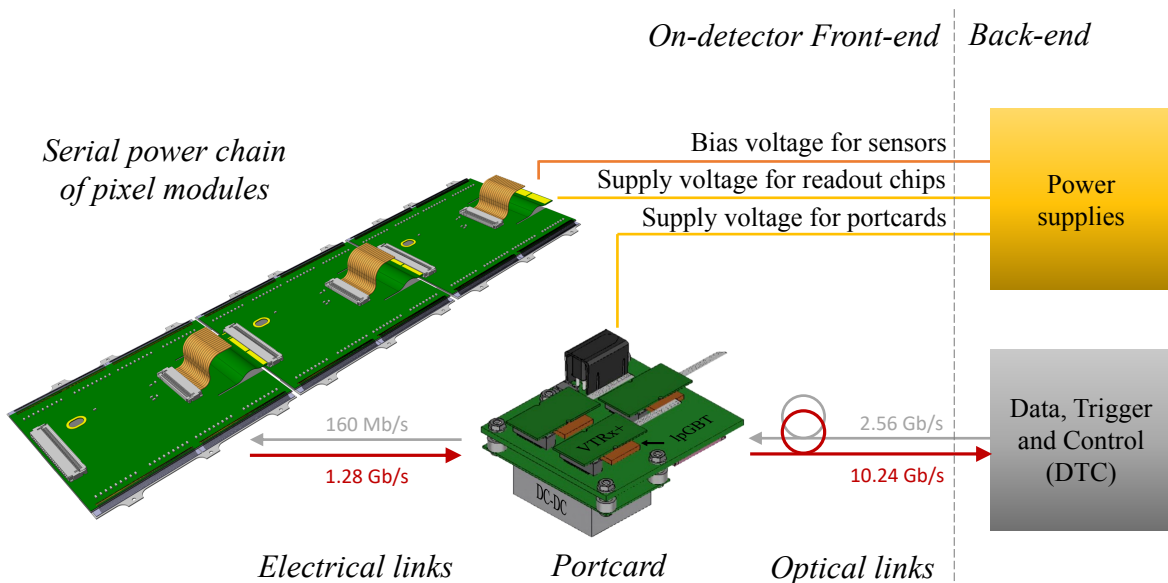 On-detector Front-end
Back-end
Serial power chain
of pixel modules
Bias voltage for sensors
Supply voltage for readout chips
Supply voltage for portcards
Power
supplies
160 Mb/s
1.28 Gb/s
VTRx+
lpGBT
DC-DC
2.56 Gb/s
10.24 Gb/s
Data, Trigger
and Control
(DTC)
Electrical links
Portcard
Optical links